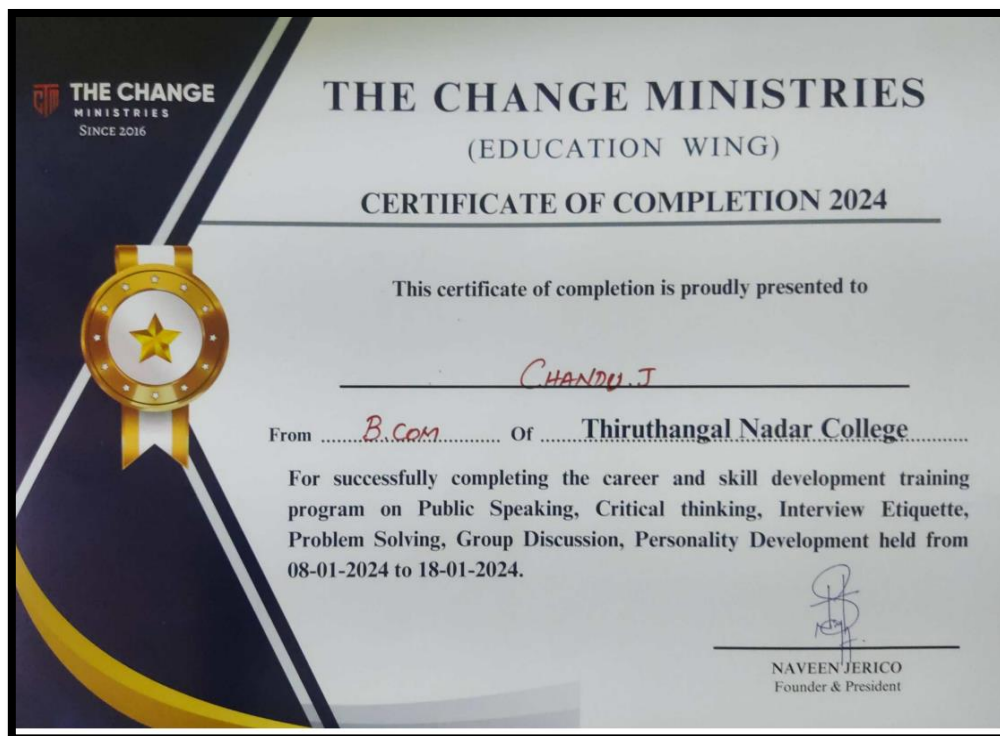 THE CHANGE
MINISTRIES
SINCE 2016
THE CHANGE MINISTRIES
(EDUCATION WING)
CERTIFICATE OF COMPLETION 2024
This certificate of completion is proudly presented to
CHANDU.J
From B.COM Of Thiruthangal Nadar College
For successfully completing the career and skill development training
program on Public Speaking, Critical thinking, Interview Etiquette,
Problem Solving, Group Discussion, Personality Development held from
08-01-2024 to 18-01-2024.
NAVEEN JERICO
Founder & President